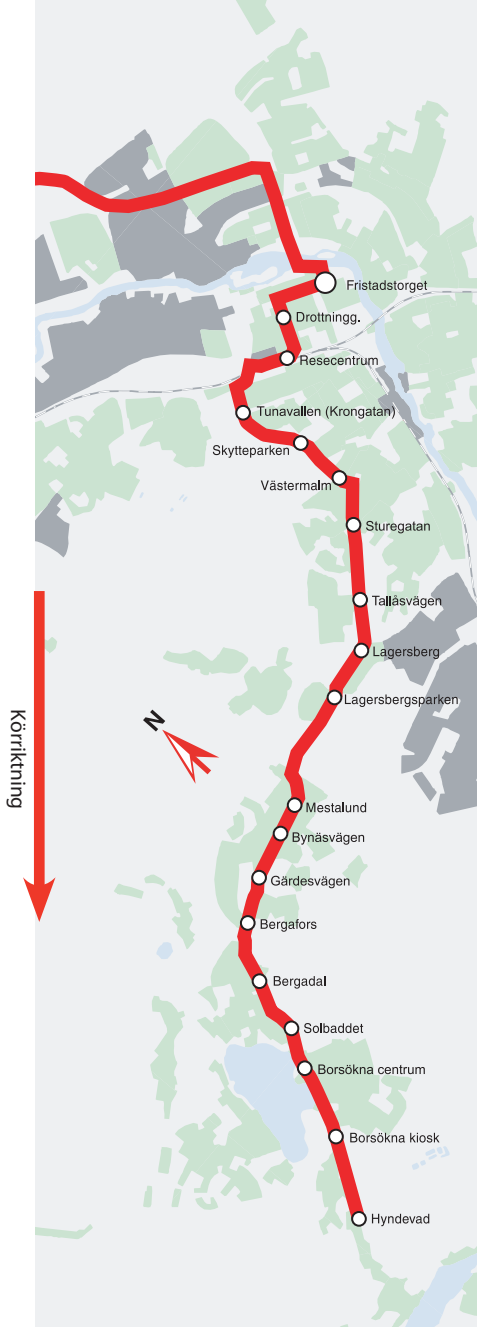 Fristadstorget
Drottningg.
Resecentrum
Tunavallen (Krongatan)
Skytteparken
Västermalm
Sturegatan
Tallåsvägen
Lagersberg
Lagersbergsparken
N
Körriktning
Mestalund
Bynäsvägen
Gärdesvägen
Bergafors
Bergadal
Solbaddet
Borsökna centrum
Borsökna kiosk
Hyndevad